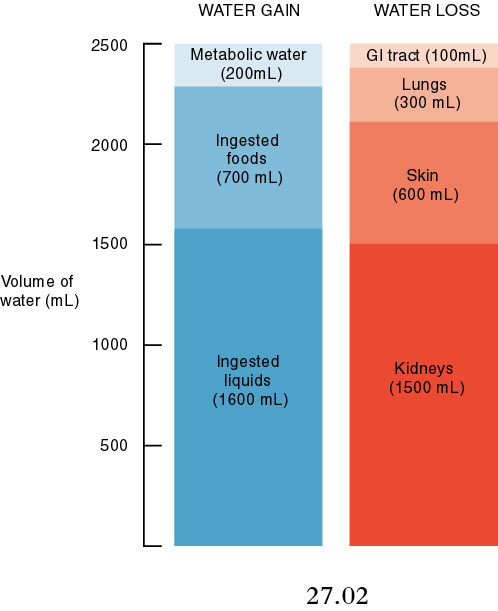 WATER GAIN
WATER LOSS
2500
2000
1500
1000
500
Volume of
water (mL)
Metabolic water
(200mL)
Ingested
foods
(700 mL)
Ingested
liquids
(1600 mL)
GI tract (100mL)
Lungs
(300 mL)
Skin
(600 mL)
Kidneys
(1500 mL)
27.02